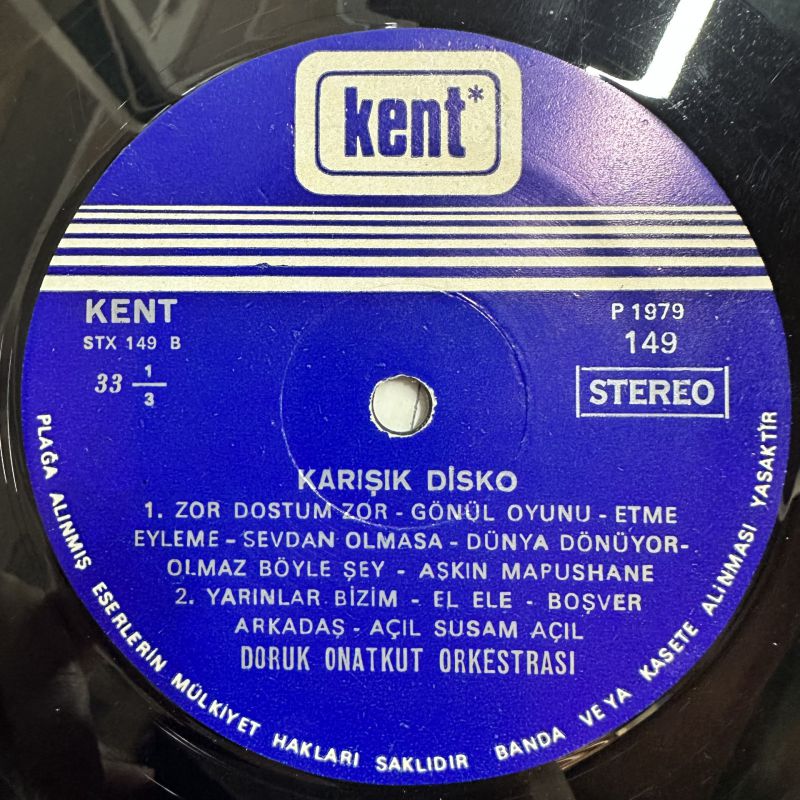 kent*
KENT
STX 149 B
33 1/3
P 1979
149
STEREO
KARIŞIK DİSKO
1. ZOR DOSTUM ZOR - GÖNÜL OYUNU - ETME
EYLEME - SEVDAN OLMASA - DÜNYA DÖNÜYOR-
OLMAZ BÖYLE ŞEY - AŞKIN MAPUSHANE
2. YARINLAR BİZİM - EL ELE - BOŞVER
ARKADAŞ - AÇIL SUSAM AÇIL
DORUK ONATKUT ORKESTRASI
PLAĞA ALINMIŞ ESERLERİN MÜLKİYET HAKLARI SAKLIDIR BANDA VEYA KASETE ALINMASI YASAKTİR